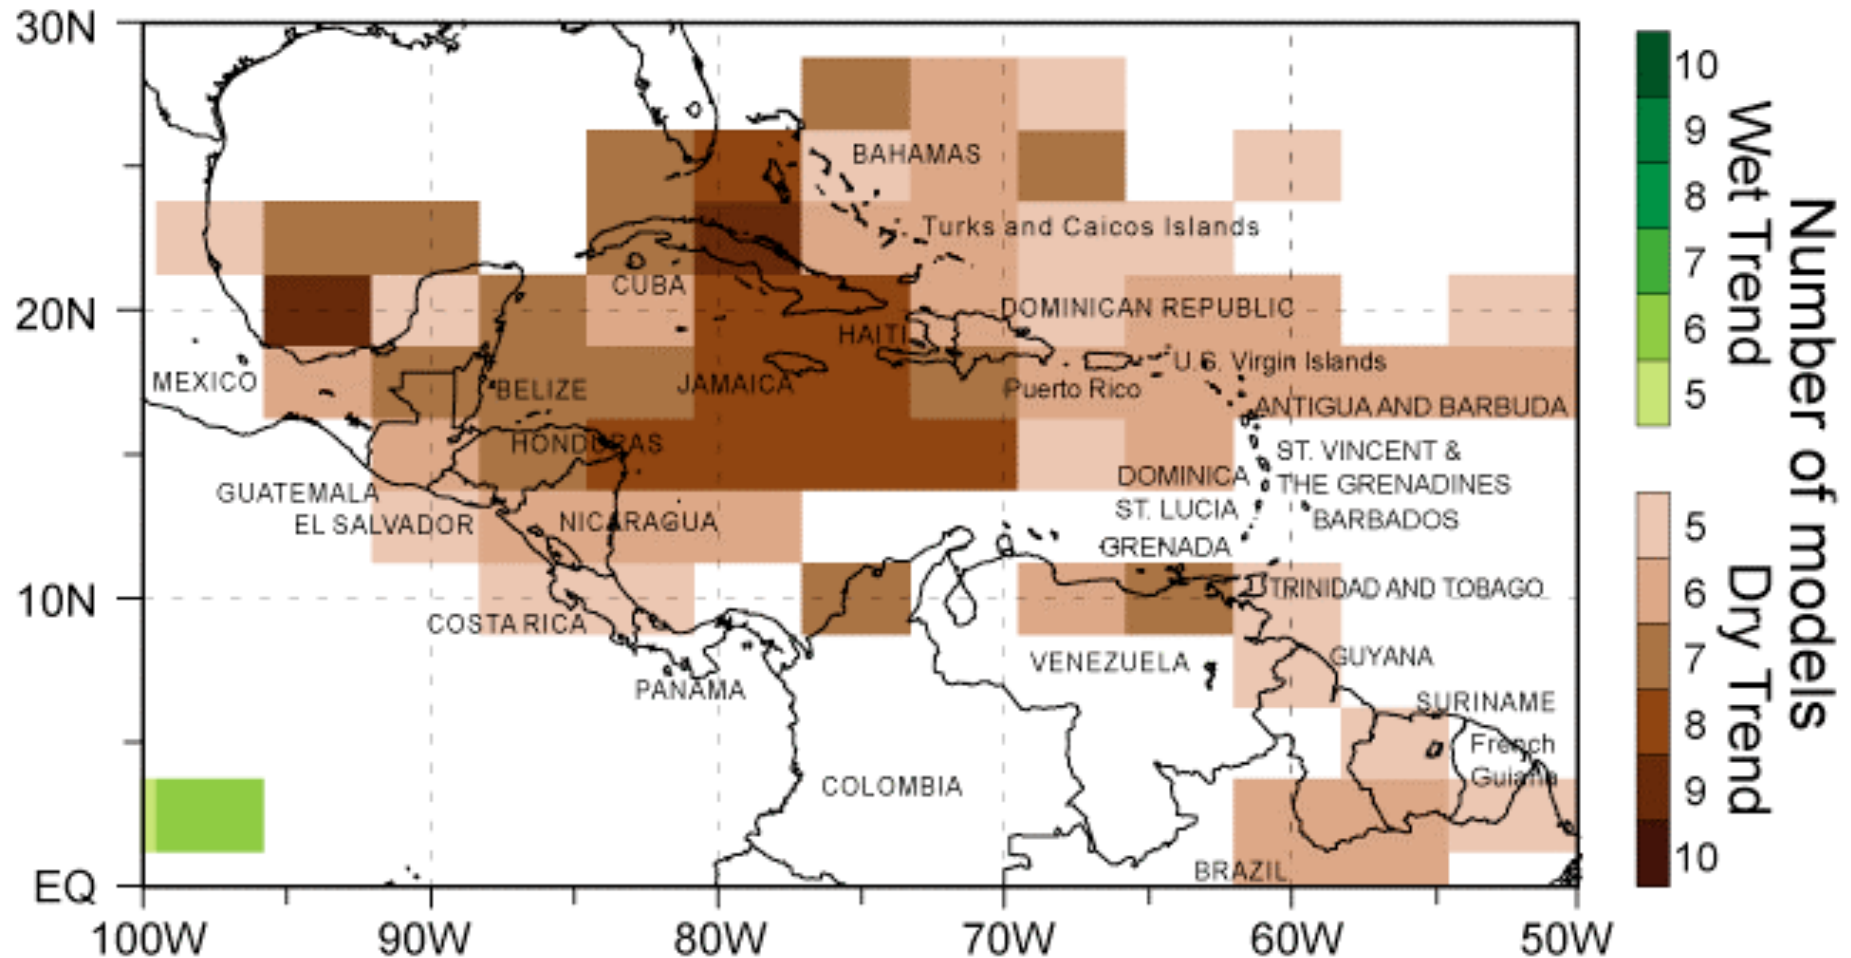 30N
20N
10N
EQ
100W
90W
80W
70W
60W
50W
BAHAMAS
Turks and Caicos Islands
CUBA
DOMINICAN REPUBLIC
HAITI
U.S. Virgin Islands
MEXICO
BELIZE
JAMAICA
Puerto Rico
ANTIGUA AND BARBUDA
HONDURAS
ST. VINCENT &
THE GRENADINES
DOMINICA
GUATEMALA
ST. LUCIA
BARBADOS
EL SALVADOR
NICARAGUA
GRENADA
TRINIDAD AND TOBAGO
COSTA RICA
VENEZUELA
GUYANA
PANAMA
SURINAME
French
Guiana
COLOMBIA
BRAZIL
10
9
8
7
6
5
Wet Trend
5
6
7
8
9
10
Dry Trend
Number of models